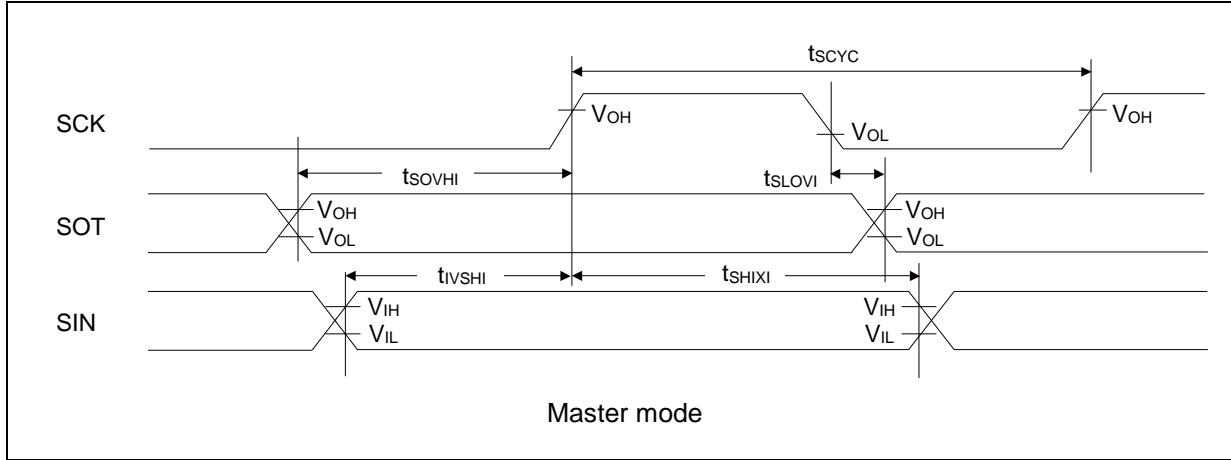 tSCYC
SCK
VOH
VOL
VOH
tSOVHI
tSLOVI
SOT
VOH
VOL
VOH
VOL
tIVSHI
tSHIXI
SIN
VIH
VIL
VIH
VIL
Master mode